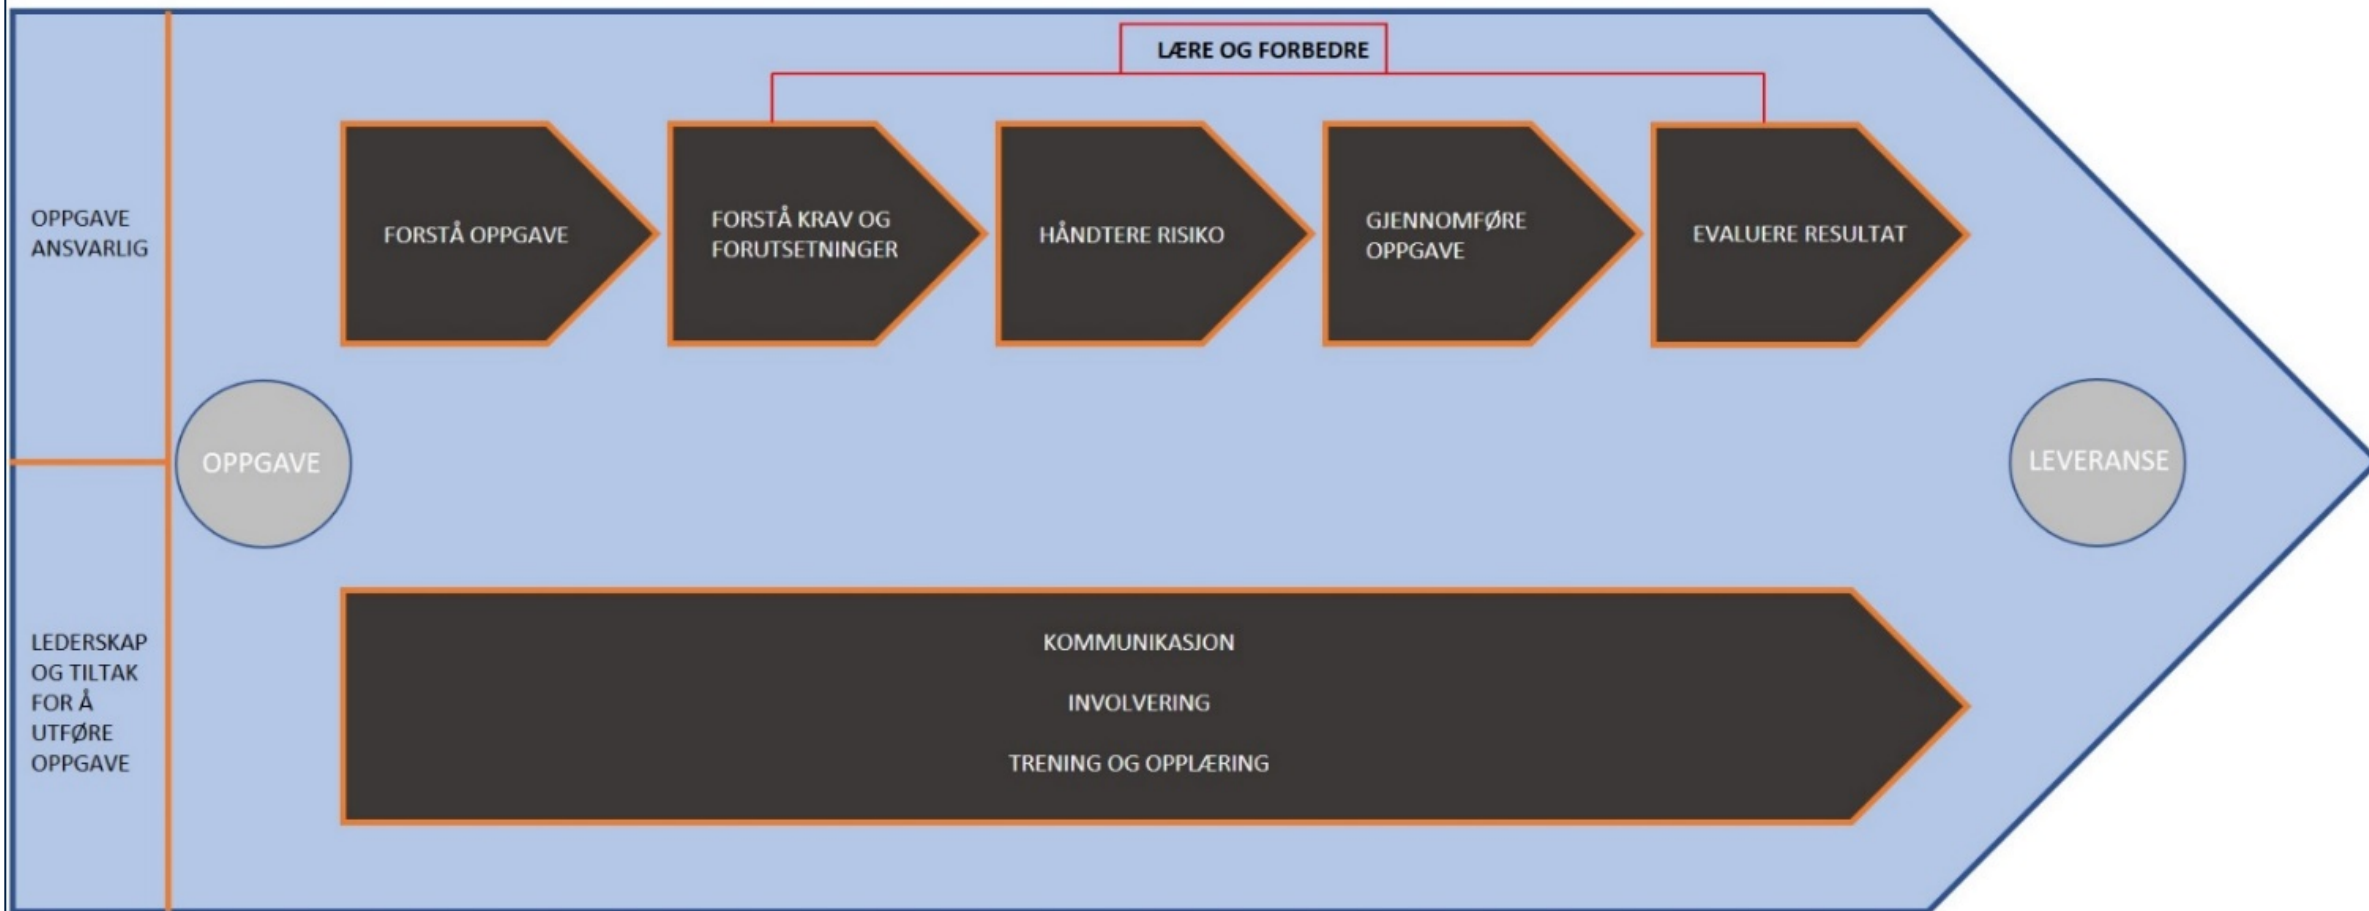 LÆRE OG FORBEDRE
OPPGAVE
ANSVARLIG
FORSTÅ OPPGAVE
FORSTÅ KRAV OG
FORUTSETNINGER
HÅNDTERE RISIKO
GJENNOMFØRE
OPPGAVE
EVALUERE RESULTAT
OPPGAVE
LEVERANSE
LEDERSKAP
OG TILTAK
FOR Å
UTFØRE
OPPGAVE
KOMMUNIKASJON
INVOLVERING
TRENING OG OPPLÆRING